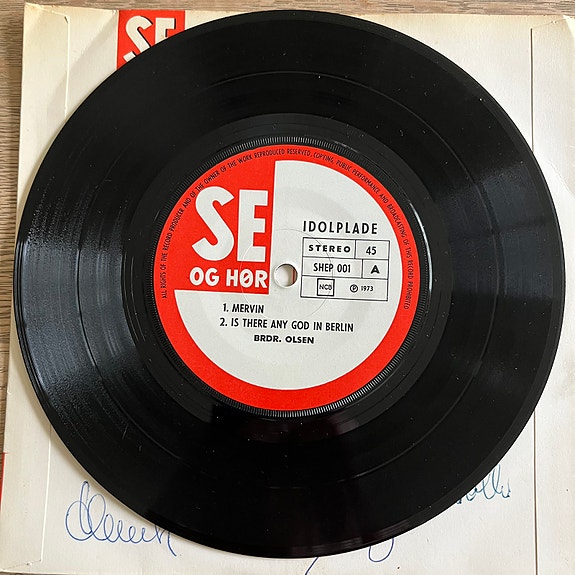 SE
ALL RIGHTS OF THE RECORD PRODUCER AND OF THE OWNER OF THE WORK REPRODUCED RESERVED, COPYING, PUBLIC PERFORMANCE AND BROADCASTING OF THIS RECORD PROHIBITED
SE
OG HØR
IDOLPLADE
STEREO 45
SHEP 001 A
NCB Ⓟ 1973
1. MERVIN
2. IS THERE ANY GOD IN BERLIN
BRDR. OLSEN